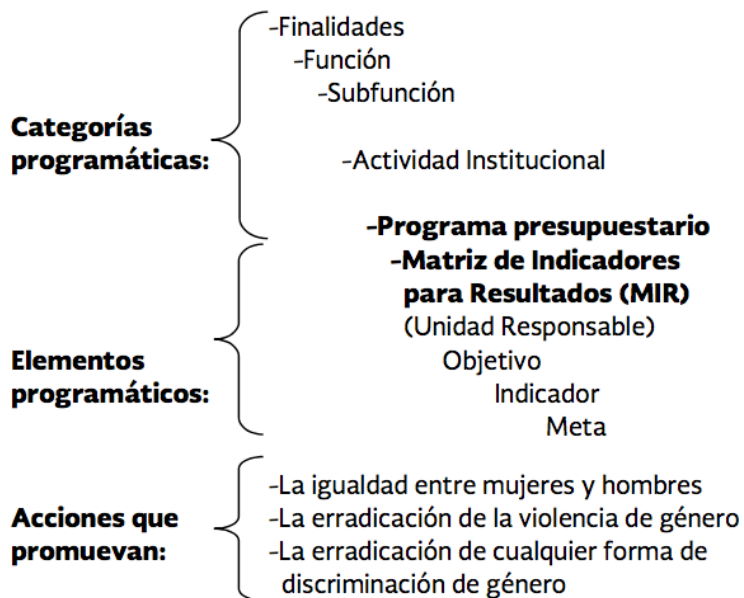 -Finalidades
-Función
-Subfunción
Categorías
programáticas:
-Actividad Institucional
-Programa presupuestario
-Matriz de Indicadores
para Resultados (MIR)
(Unidad Responsable)
Elementos
programáticos:
Objetivo
Indicador
Meta
Acciones que
promuevan:
-La igualdad entre mujeres y hombres
-La erradicación de la violencia de género
-La erradicación de cualquier forma de
discriminación de género